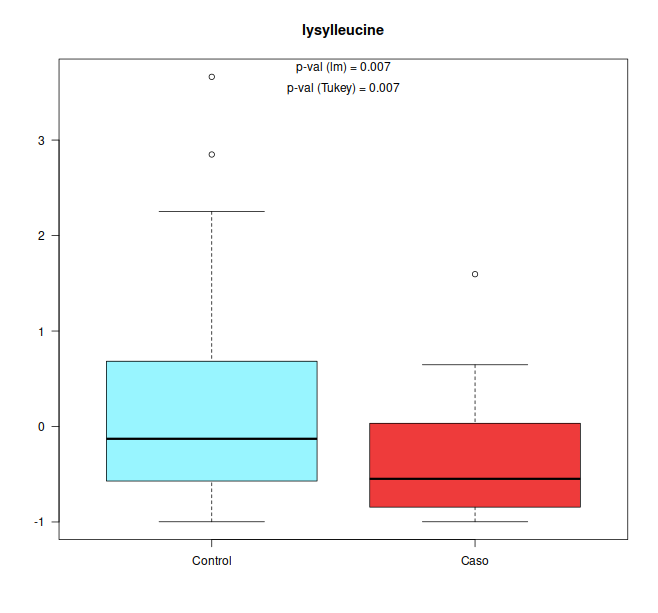 lysylleucine
p-val (lm) = 0.007
p-val (Tukey) = 0.007
3
2
1
0
-1
Control Caso